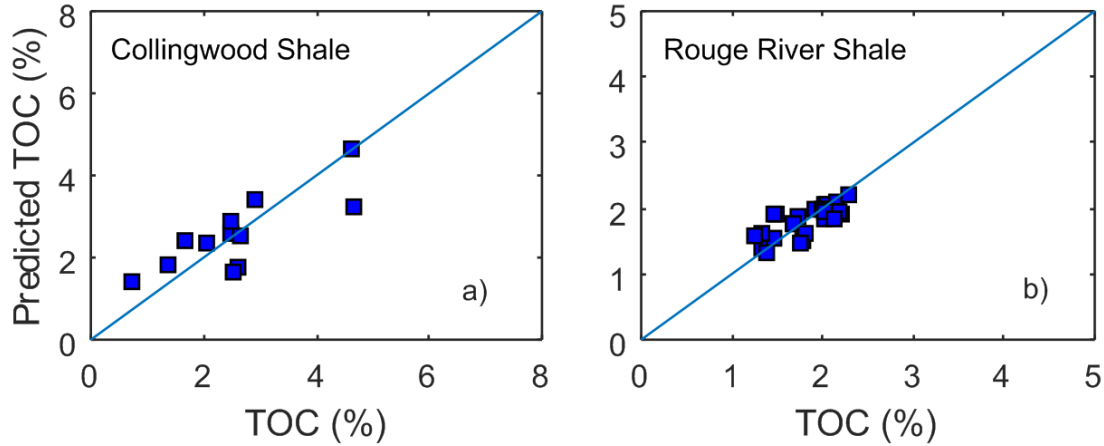 Collingwood Shale
Predicted TOC (%)
8
6
4
2
0
a)
0 2 4 6 8
TOC (%)
Rouge River Shale
5
4
3
2
1
0
b)
0 1 2 3 4 5
TOC (%)